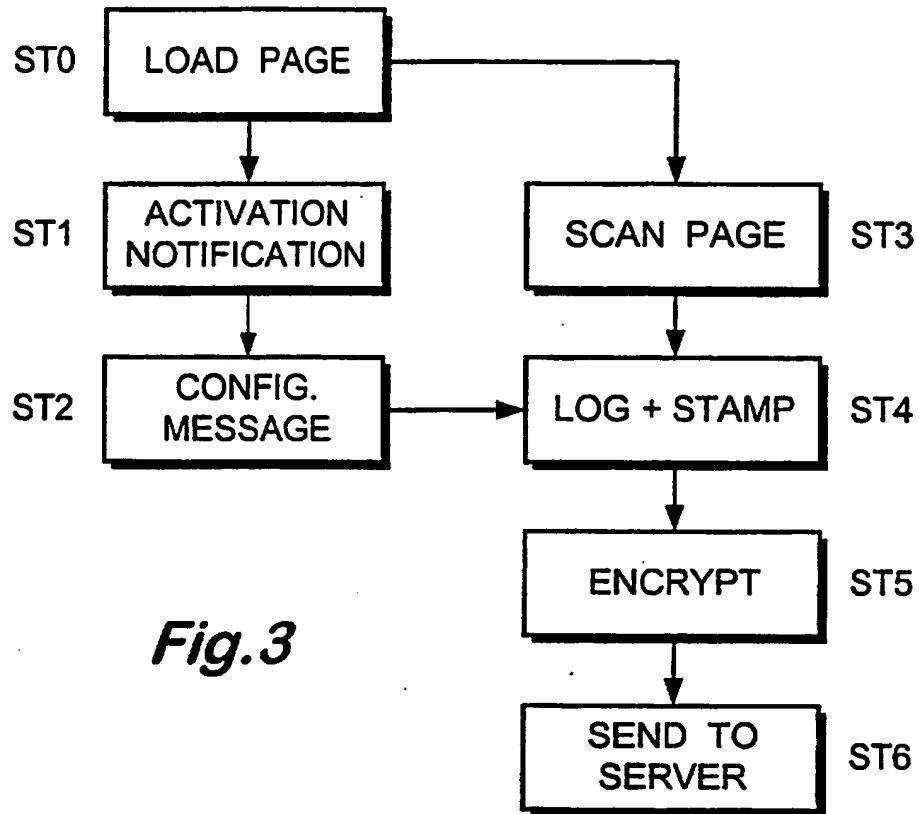 ST0
LOAD PAGE
ST1
ACTIVATION
NOTIFICATION
SCAN PAGE
ST3
ST2
CONFIG.
MESSAGE
LOG + STAMP
ST4
ENCRYPT
ST5
Fig.3
SEND TO
SERVER
ST6